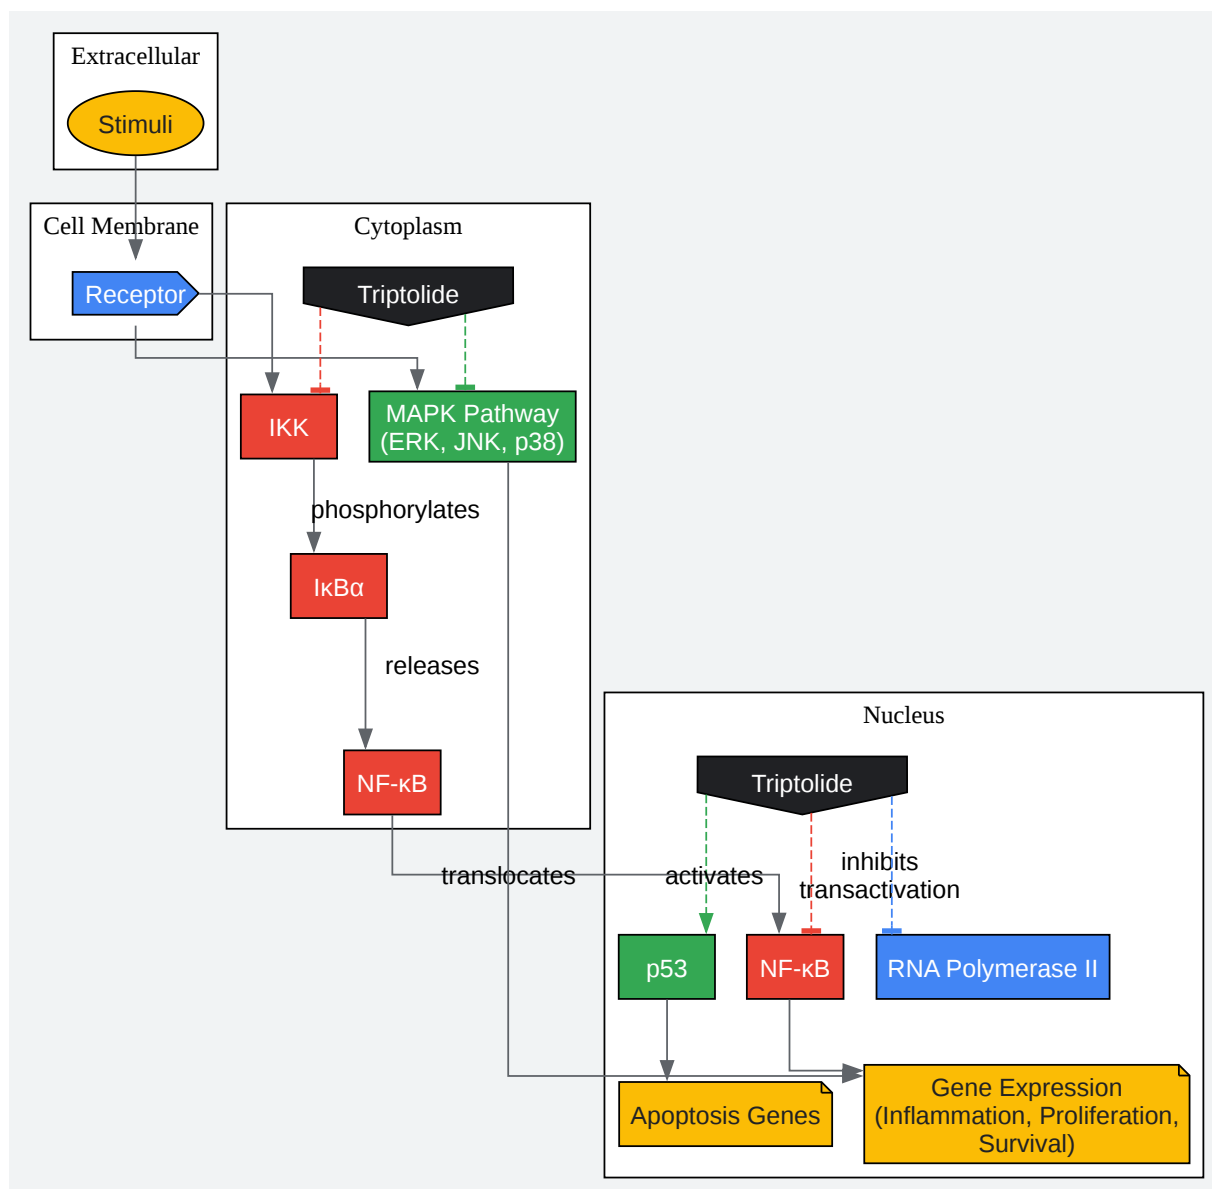 Extracellular
Stimuli
Cell Membrane
Receptor
Cytoplasm
Triptolide
IKK
MAPK Pathway
(ERK, JNK, p38)
phosphorylates
IκBα
releases
NF-κB
translocates
Nucleus
Triptolide
activates
inhibits
transactivation
p53
NF-κB
RNA Polymerase II
Apoptosis Genes
Gene Expression
(Inflammation, Proliferation,
Survival)